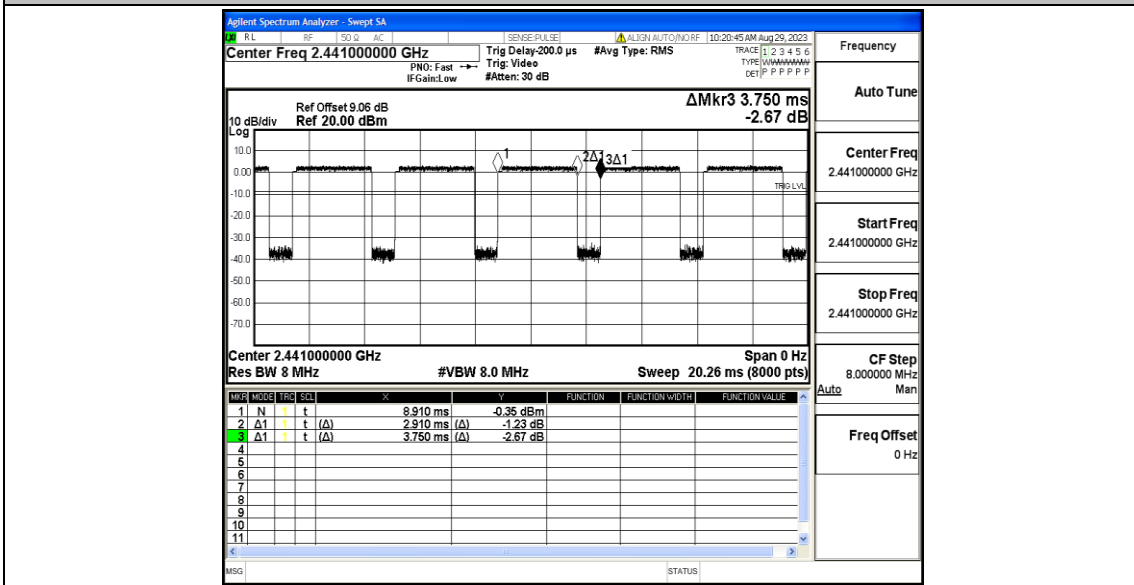 Agilent Spectrum Analyzer - Swept SA
RL RF 50 Ω AC SENSE:PULSE ALIGN AUTO/NO RF 10:20:45 AM Aug 29, 2023
Center Freq 2.441000000 GHz
PNO: Fast
IFGain:Low
Trig Delay-200.0 µs
Trig: Video
#Atten: 30 dB
#Avg Type: RMS
TRACE 1 2 3 4 5 6
TYPE
DET P P P P P P
Ref Offset 9.06 dB
Ref 20.00 dBm
10 dB/div
Log
ΔMkr3 3.750 ms
-2.67 dB
10.0
0.00
-10.0
-20.0
-30.0
-40.0
-50.0
-60.0
-70.0
1
2Δ1
3Δ1
TRIG LVL
Center 2.441000000 GHz Span 0 Hz
Res BW 8 MHz #VBW 8.0 MHz Sweep 20.26 ms (8000 pts)
MKR MODE TRC SCL X Y FUNCTION FUNCTION WIDTH FUNCTION VALUE
1 N 1 t 8.910 ms -0.35 dBm
2 Δ1 1 t (Δ) 2.910 ms (Δ) -1.23 dB
3 Δ1 1 t (Δ) 3.750 ms (Δ) -2.67 dB
4
5
6
7
8
9
10
11
MSG STATUS
Frequency
Auto Tune
Center Freq
2.441000000 GHz
Start Freq
2.441000000 GHz
Stop Freq
2.441000000 GHz
CF Step
8.000000 MHz
Auto Man
Freq Offset
0 Hz